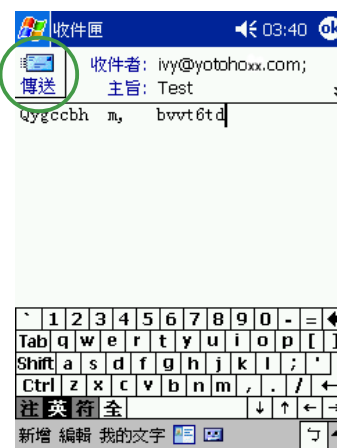 收件匣 03:40 ok
傳送 收件者: ivy@yotohoxx.com;
主旨: Test
Qygccbh m, bvvt6td
` 1 2 3 4 5 6 7 8 9 0 - =
Tab q w e r t y u i o p [ ]
Shift a s d f g h j k l ; '
Ctrl z x c v b n m , . / ←
注 英 符 全 ↓ ↑ ← →
新增 編輯 我的文字 ㄅ